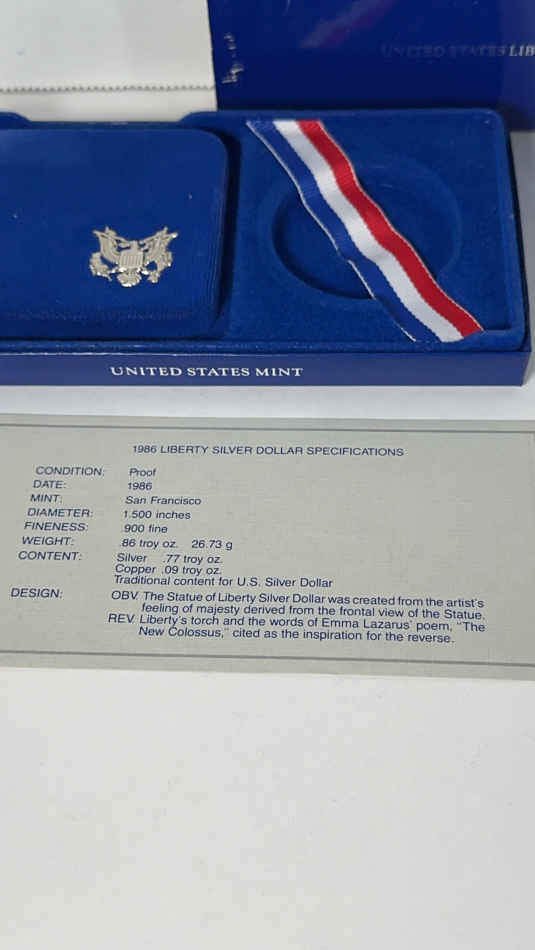 UNITED STATES LIB
UNITED STATES MINT
1986 LIBERTY SILVER DOLLAR SPECIFICATIONS
CONDITION: Proof
DATE: 1986
MINT: San Francisco
DIAMETER: 1.500 inches
FINENESS: .900 fine
WEIGHT: .86 troy oz. 26.73 g
CONTENT: Silver .77 troy oz.
Copper .09 troy oz.
Traditional content for U.S. Silver Dollar
DESIGN: OBV. The Statue of Liberty Silver Dollar was created from the artist's
feeling of majesty derived from the frontal view of the Statue.
REV. Liberty's torch and the words of Emma Lazarus' poem, "The
New Colossus," cited as the inspiration for the reverse.